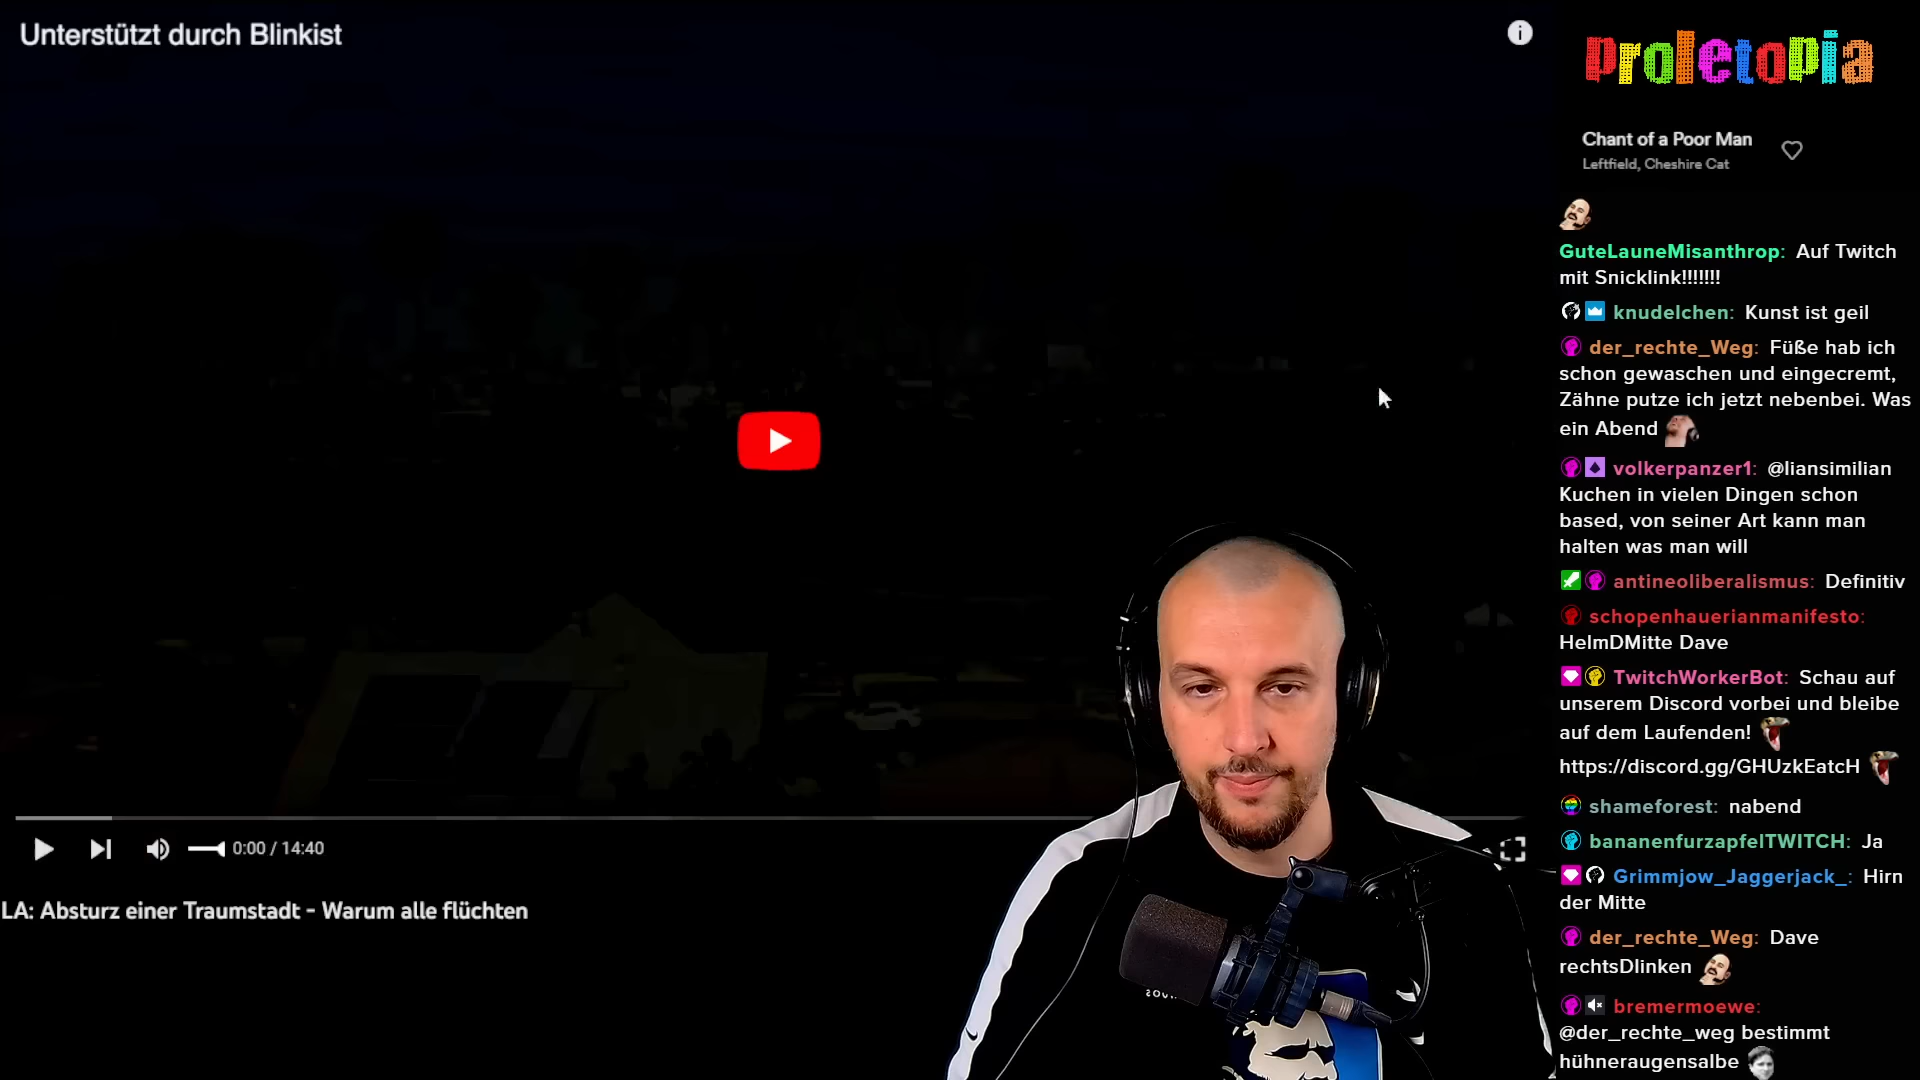 Unterstützt durch Blinkist
Proletopia
Chant of a Poor Man
Leftfield, Cheshire Cat
GuteLauneMisanthrop: Auf Twitch
mit Snicklink!!!!!!!
knudelchen: Kunst ist geil
der_rechte_Weg: Füße hab ich
schon gewaschen und eingecremt,
Zähne putze ich jetzt nebenbei. Was
ein Abend
volkerpanzer1: @liansimilian
Kuchen in vielen Dingen schon
based, von seiner Art kann man
halten was man will
antineoliberalismus: Definitiv
schopenhauerianmanifesto:
HelmDMitte Dave
TwitchWorkerBot: Schau auf
unserem Discord vorbei und bleibe
auf dem Laufenden!
https://discord.gg/GHUzkEatcH
shameforest: nabend
bananenfurzapfelTWITCH: Ja
Grimmjow_Jaggerjack_: Hirn
der Mitte
der_rechte_Weg: Dave
rechtsDlinken
bremermoewe:
@der_rechte_weg bestimmt
hühneraugensalbe
0:00 / 14:40
LA: Absturz einer Traumstadt - Warum alle flüchten